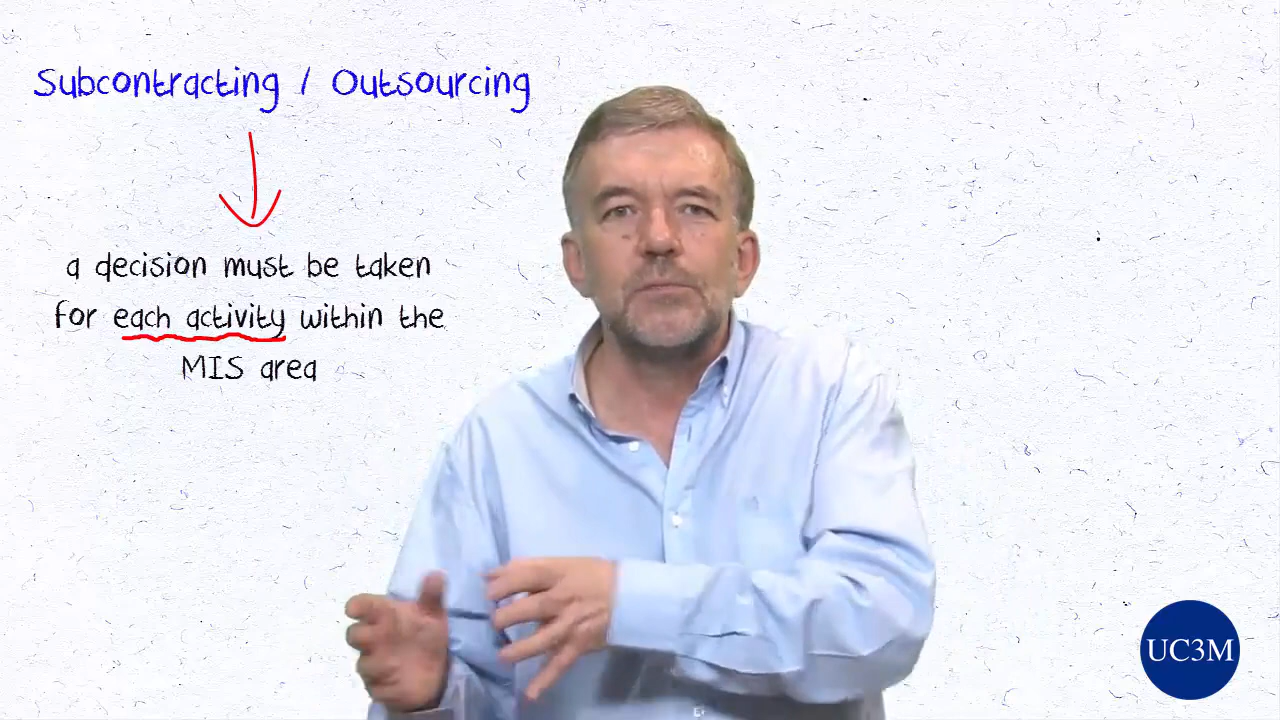 Subcontracting / Outsourcing
a decision must be taken
for each activity within the
MIS area
UC3M